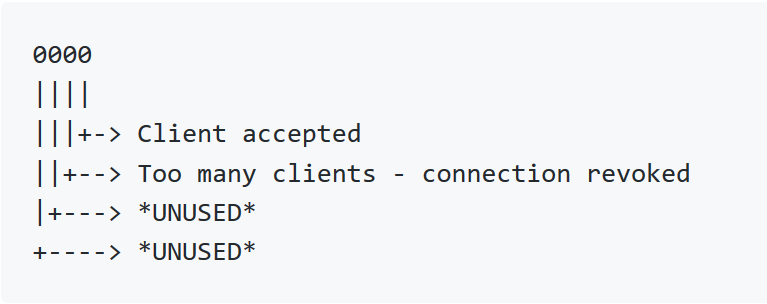 0000
||||
|||+-> Client accepted
||+--> Too many clients - connection revoked
|+---> *UNUSED*
+----> *UNUSED*